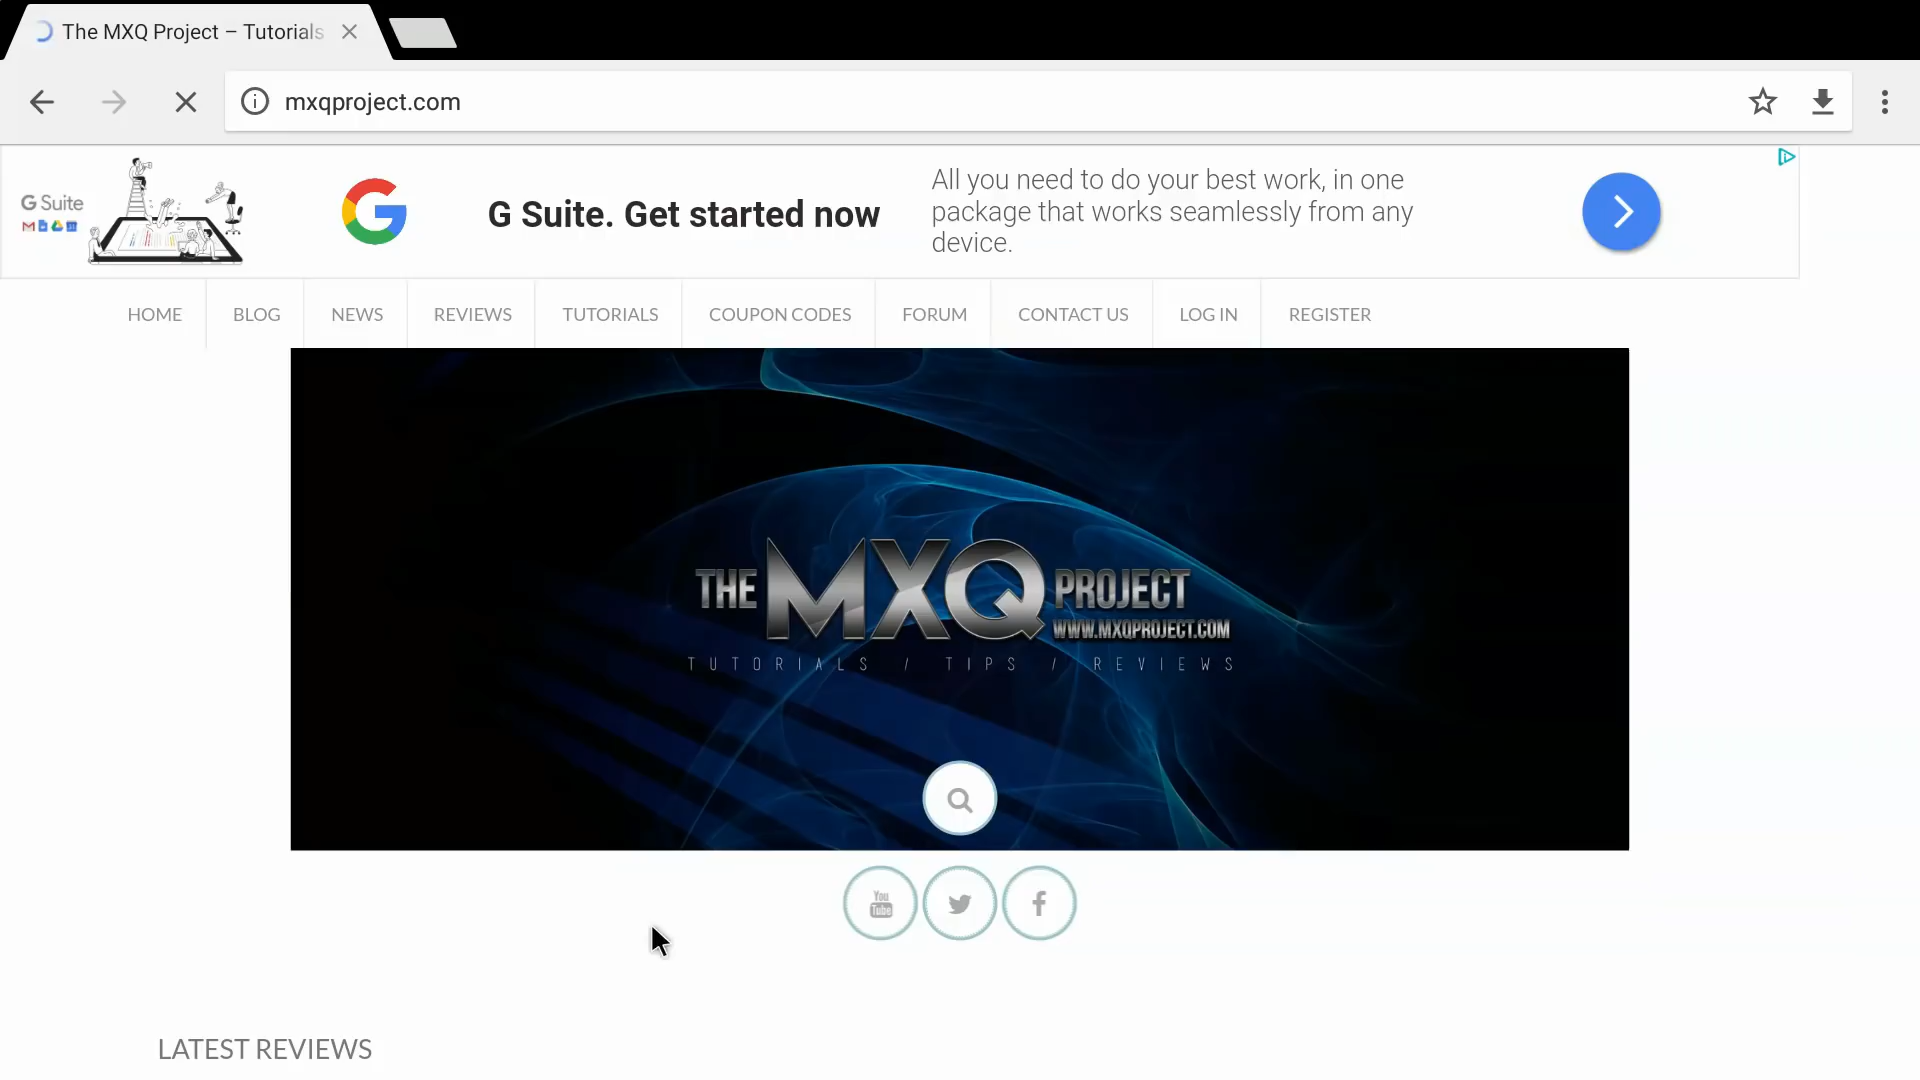 The MXQ Project – Tutorials
mxqproject.com
G Suite
G Suite. Get started now
All you need to do your best work, in one
package that works seamlessly from any
device.
HOME
BLOG
NEWS
REVIEWS
TUTORIALS
COUPON CODES
FORUM
CONTACT US
LOG IN
REGISTER
THE MXQ PROJECT
WWW.MXQPROJECT.COM
TUTORIALS / TIPS / REVIEWS
You
Tube
LATEST REVIEWS